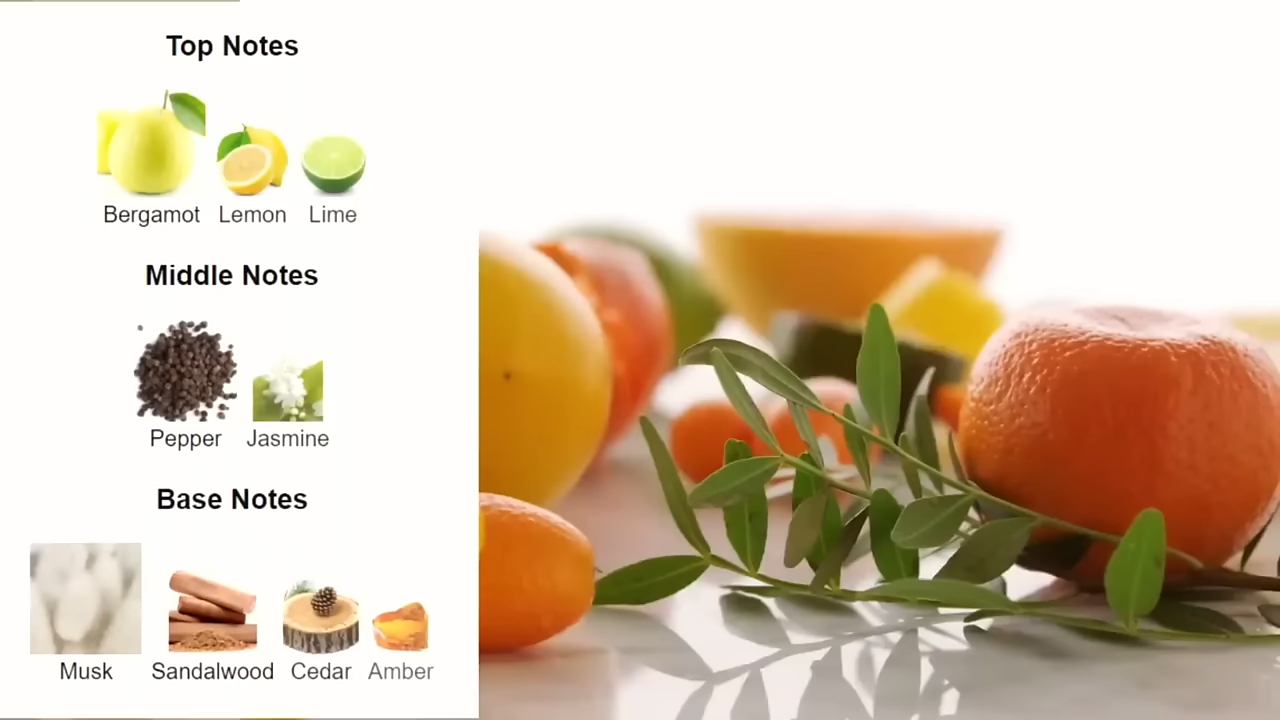 Top Notes
Bergamot Lemon Lime
Middle Notes
Pepper Jasmine
Base Notes
Musk Sandalwood Cedar Amber